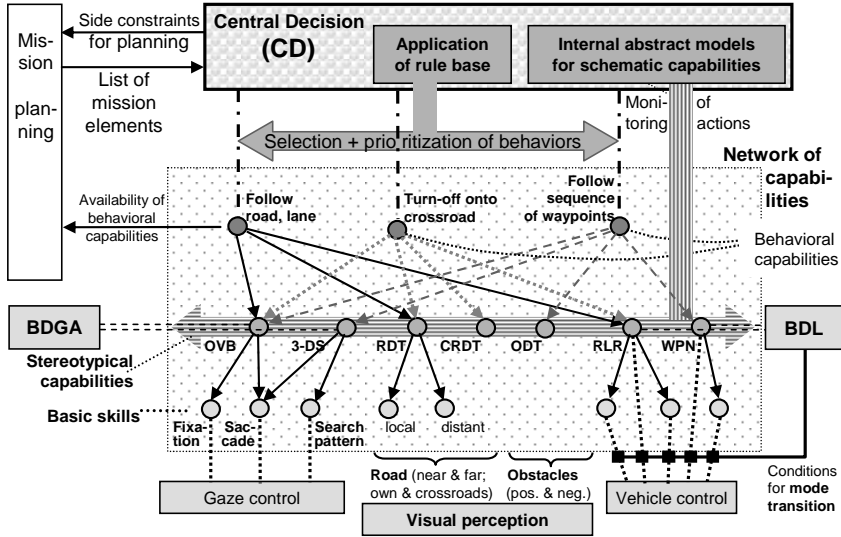 Mis-
sion
plan-
ning
Side constraints
for planning
List of
mission
elements
Central Decision
(CD)
Application
of rule base
Internal abstract models
for schematic capabilities
Moni- of
toring actions
Selection + prioritization of behaviors
Network of
capabi-
lities
Availability of
behavioral
capabilities
Follow
road, lane
Turn-off onto
crossroad
Follow
sequence
of waypoints
Behavioral
capabilities
BDGA
BDL
OVB 3-DS RDT CRDT ODT RLR WPN
Stereotypical
capabilities
Basic skills
Fixa-
tion
Sac-
cade
Search
pattern
local
distant
Road (near & far;
own & crossroads)
Obstacles
(pos. & neg.)
Gaze control
Visual perception
Vehicle control
Conditions
for mode
transition